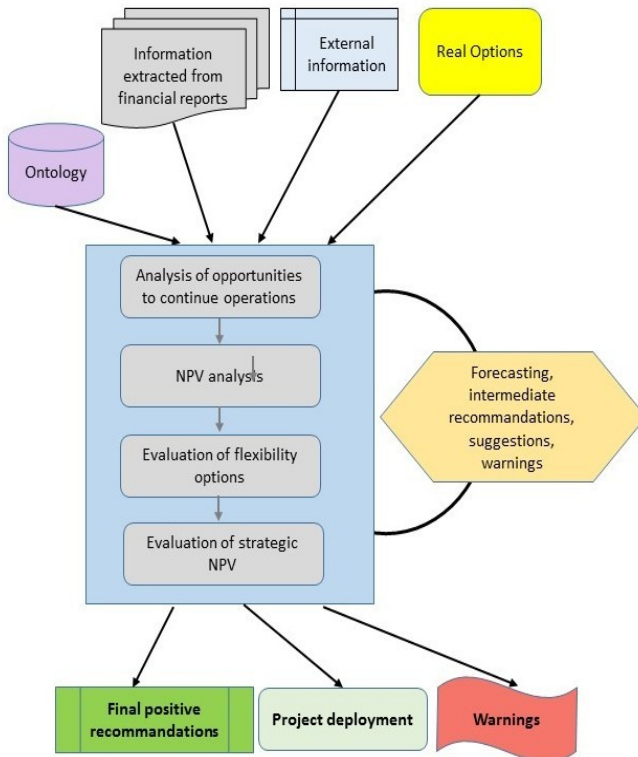 Information
extracted from
financial reports
External
information
Real Options
Ontology
Analysis of opportunities
to continue operations
NPV analysis
Evaluation of flexibility
options
Evaluation of strategic
NPV
Forecasting,
intermediate
recommandations,
suggestions,
warnings
Final positive
recommandations
Project deployment
Warnings